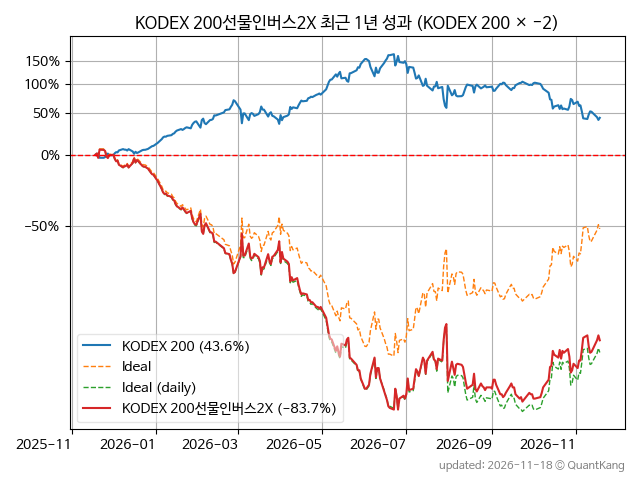 KODEX 200선물인버스2X 최근 1년 성과 (KODEX 200 × −2)
150%
100%
50%
0%
−50%
KODEX 200 (43.6%)
Ideal
Ideal (daily)
KODEX 200선물인버스2X (−83.7%)
2025-11
2026-01
2026-03
2026-05
2026-07
2026-09
2026-11
updated: 2026-11-18 © QuantKang